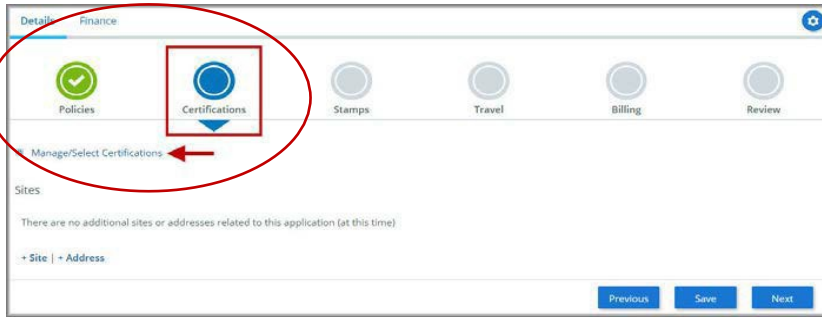 Details Finance
Policies Certifications Stamps Travel Billing Review
Manage/Select Certifications
Sites
There are no additional sites or addresses related to this application (at this time)
+ Site | + Address
Previous Save Next